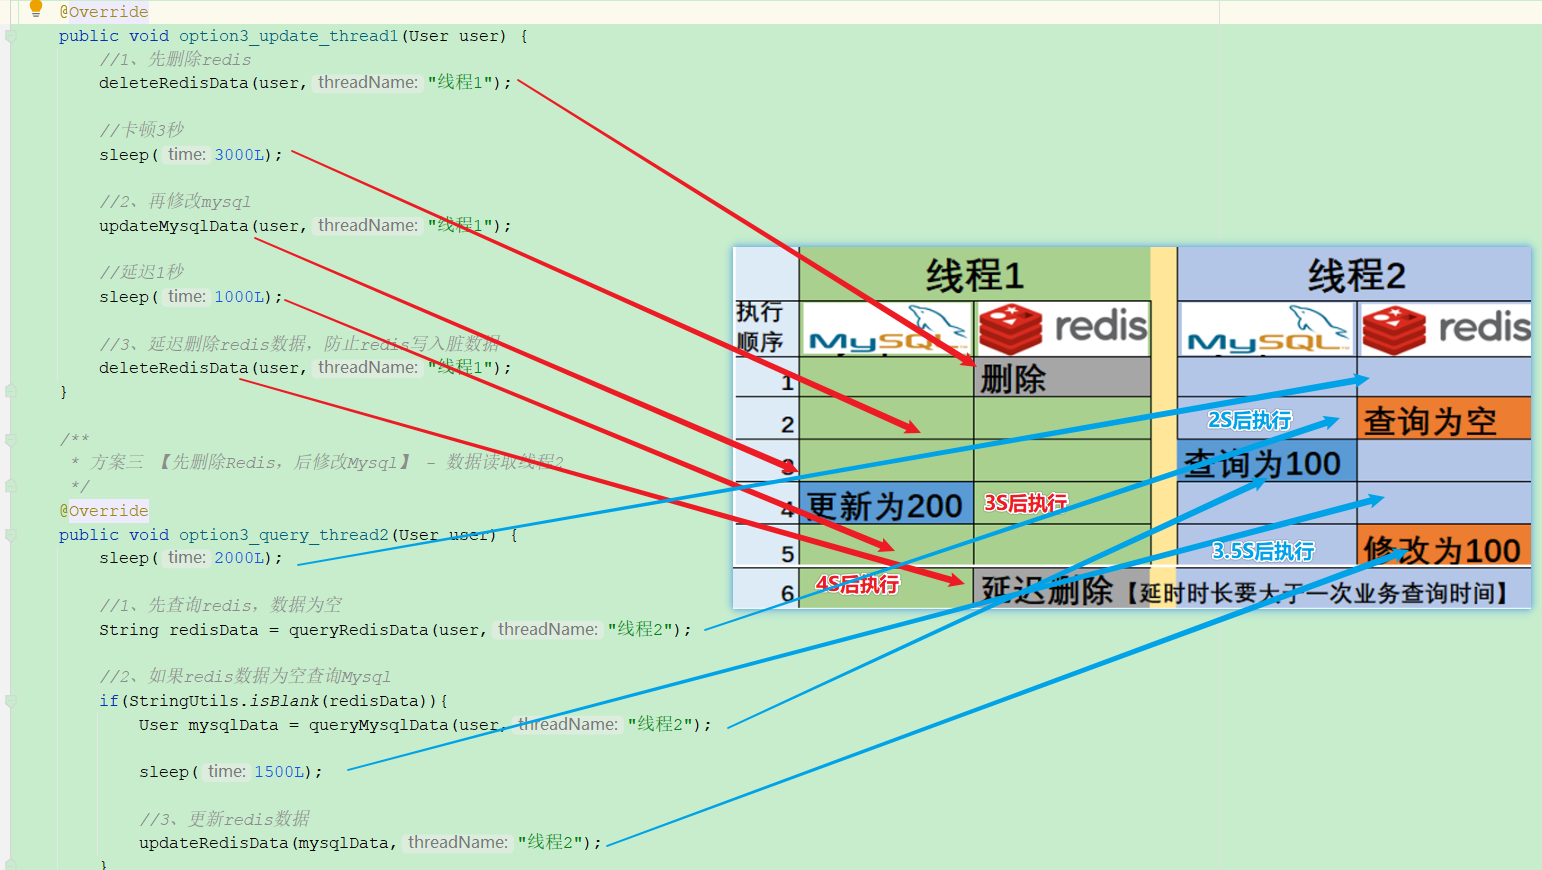 @Override
public void option3_update_thread1(User user) {
//1、先删除redis
deleteRedisData(user, threadName: "线程1");
//卡顿3秒
sleep( time: 3000L);
//2、再修改mysql
updateMysqlData(user, threadName: "线程1");
//延迟1秒
sleep( time: 1000L);
//3、延迟删除redis数据，防止redis写入脏数据
deleteRedisData(user, threadName: "线程1");
}
/**
* 方案三 【先删除Redis，后修改Mysql】 - 数据读取线程2
*/
@Override
public void option3_query_thread2(User user) {
sleep( time: 2000L);
//1、先查询redis，数据为空
String redisData = queryRedisData(user, threadName: "线程2");
//2、如果redis数据为空查询Mysql
if(StringUtils.isBlank(redisData)){
User mysqlData = queryMysqlData(user, threadName: "线程2");
sleep( time: 1500L);
//3、更新redis数据
updateRedisData(mysqlData, threadName: "线程2");
}
线程1 线程2
执行顺序 MySQL redis MySQL redis
1 删除
2 2S后执行 查询为空
3 查询为100
4 更新为200 3S后执行
5 3.5S后执行 修改为100
6 4S后执行 延迟删除【延时时长要大于一次业务查询时间】